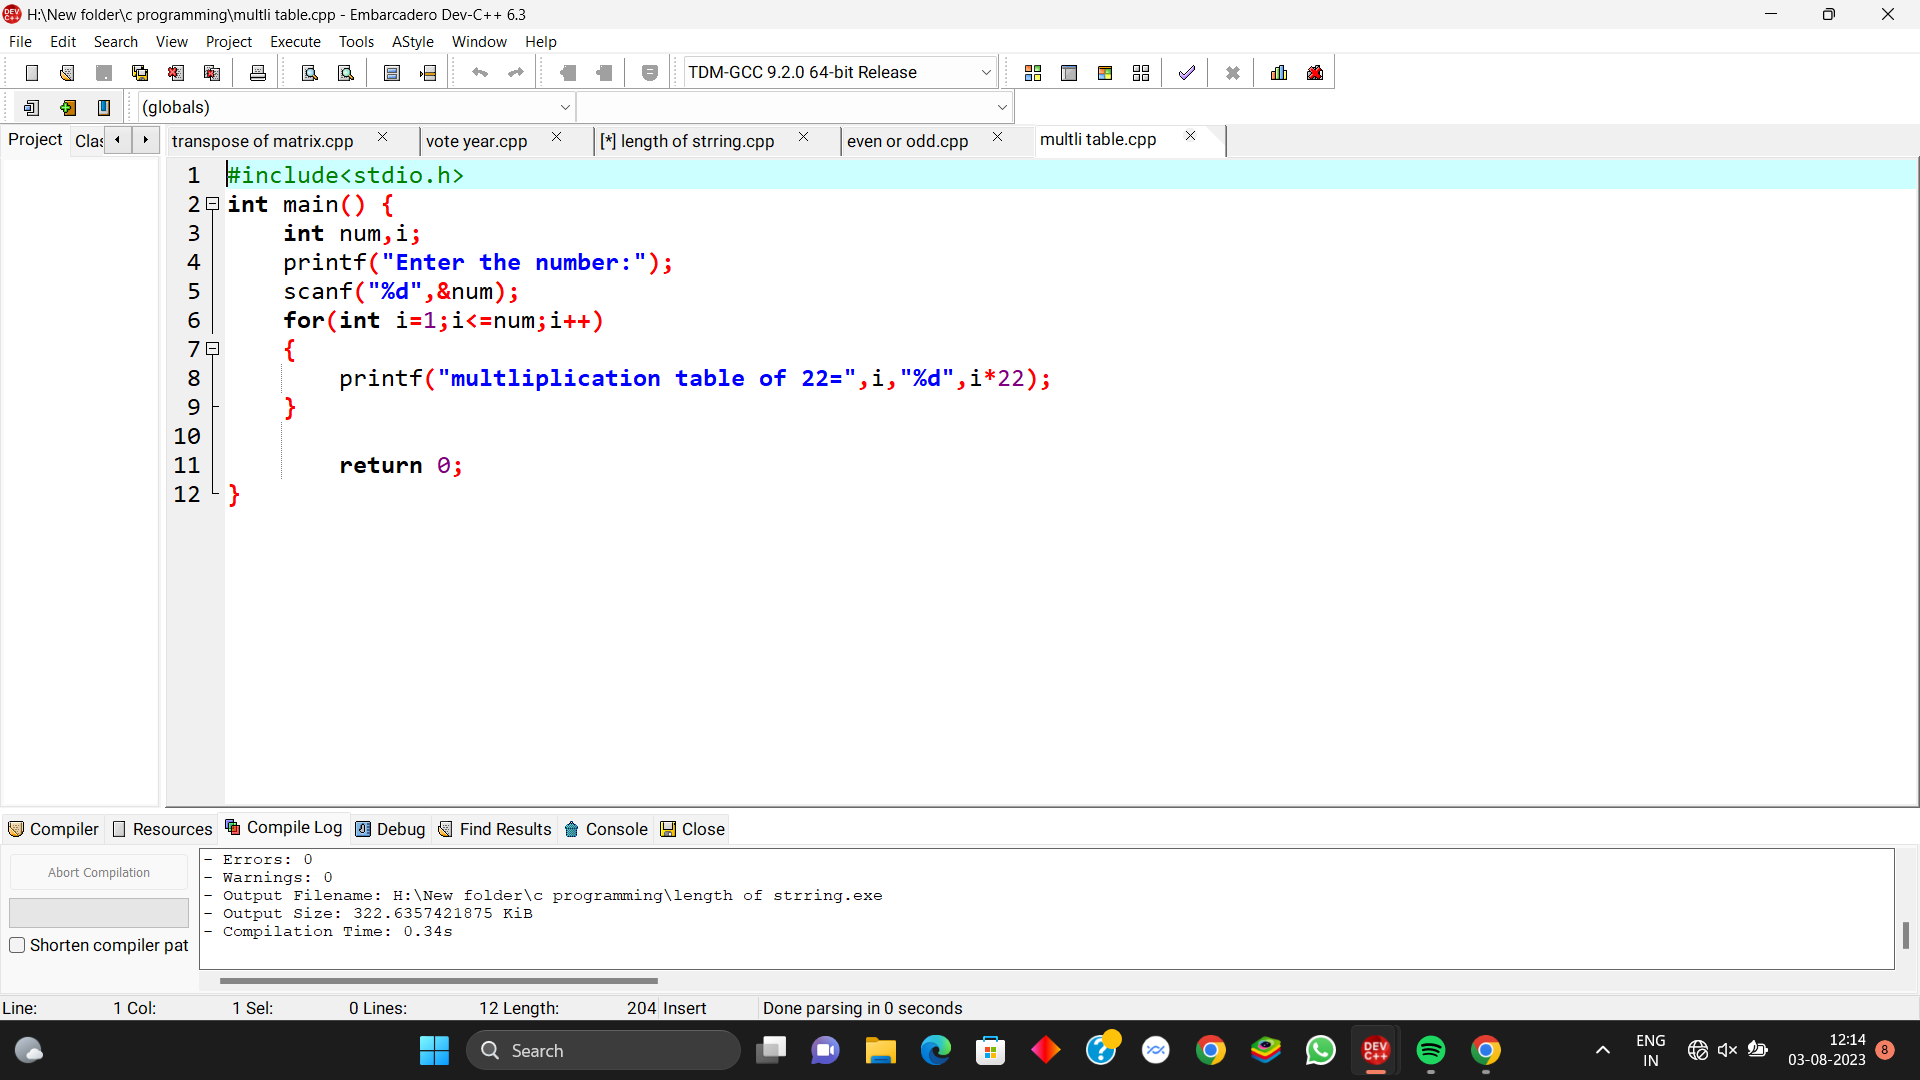 H:\New folder\c programming\multli table.cpp - Embarcadero Dev-C++ 6.3
File Edit Search View Project Execute Tools AStyle Window Help
TDM-GCC 9.2.0 64-bit Release
(globals)
Project Clas transpose of matrix.cpp vote year.cpp [*] length of strring.cpp even or odd.cpp multli table.cpp
1 #include<stdio.h>
2 int main() {
3 int num,i;
4 printf("Enter the number:");
5 scanf("%d",&num);
6 for(int i=1;i<=num;i++)
7 {
8 printf("multliplication table of 22=",i,"%d",i*22);
9 }
10
11 return 0;
12 }
Compiler Resources Compile Log Debug Find Results Console Close
Abort Compilation
Shorten compiler pat
- Errors: 0
- Warnings: 0
- Output Filename: H:\New folder\c programming\length of strring.exe
- Output Size: 322.6357421875 KiB
- Compilation Time: 0.34s
Line: 1 Col: 1 Sel: 0 Lines: 12 Length: 204 Insert Done parsing in 0 seconds
Search
DEV C++
ENG
IN
12:14
03-08-2023
8